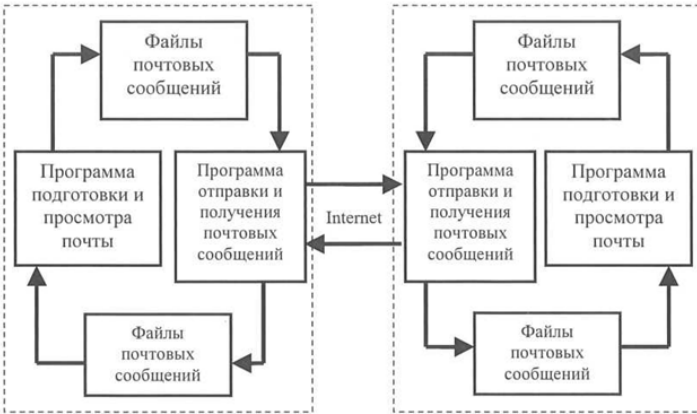 Файлы
почтовых
сообщений
Программа
подготовки и
просмотра
почты
Программа
отправки и
получения
почтовых
сообщений
Файлы
почтовых
сообщений
Internet
Файлы
почтовых
сообщений
Программа
отправки и
получения
почтовых
сообщений
Программа
подготовки и
просмотра
почты
Файлы
почтовых
сообщений